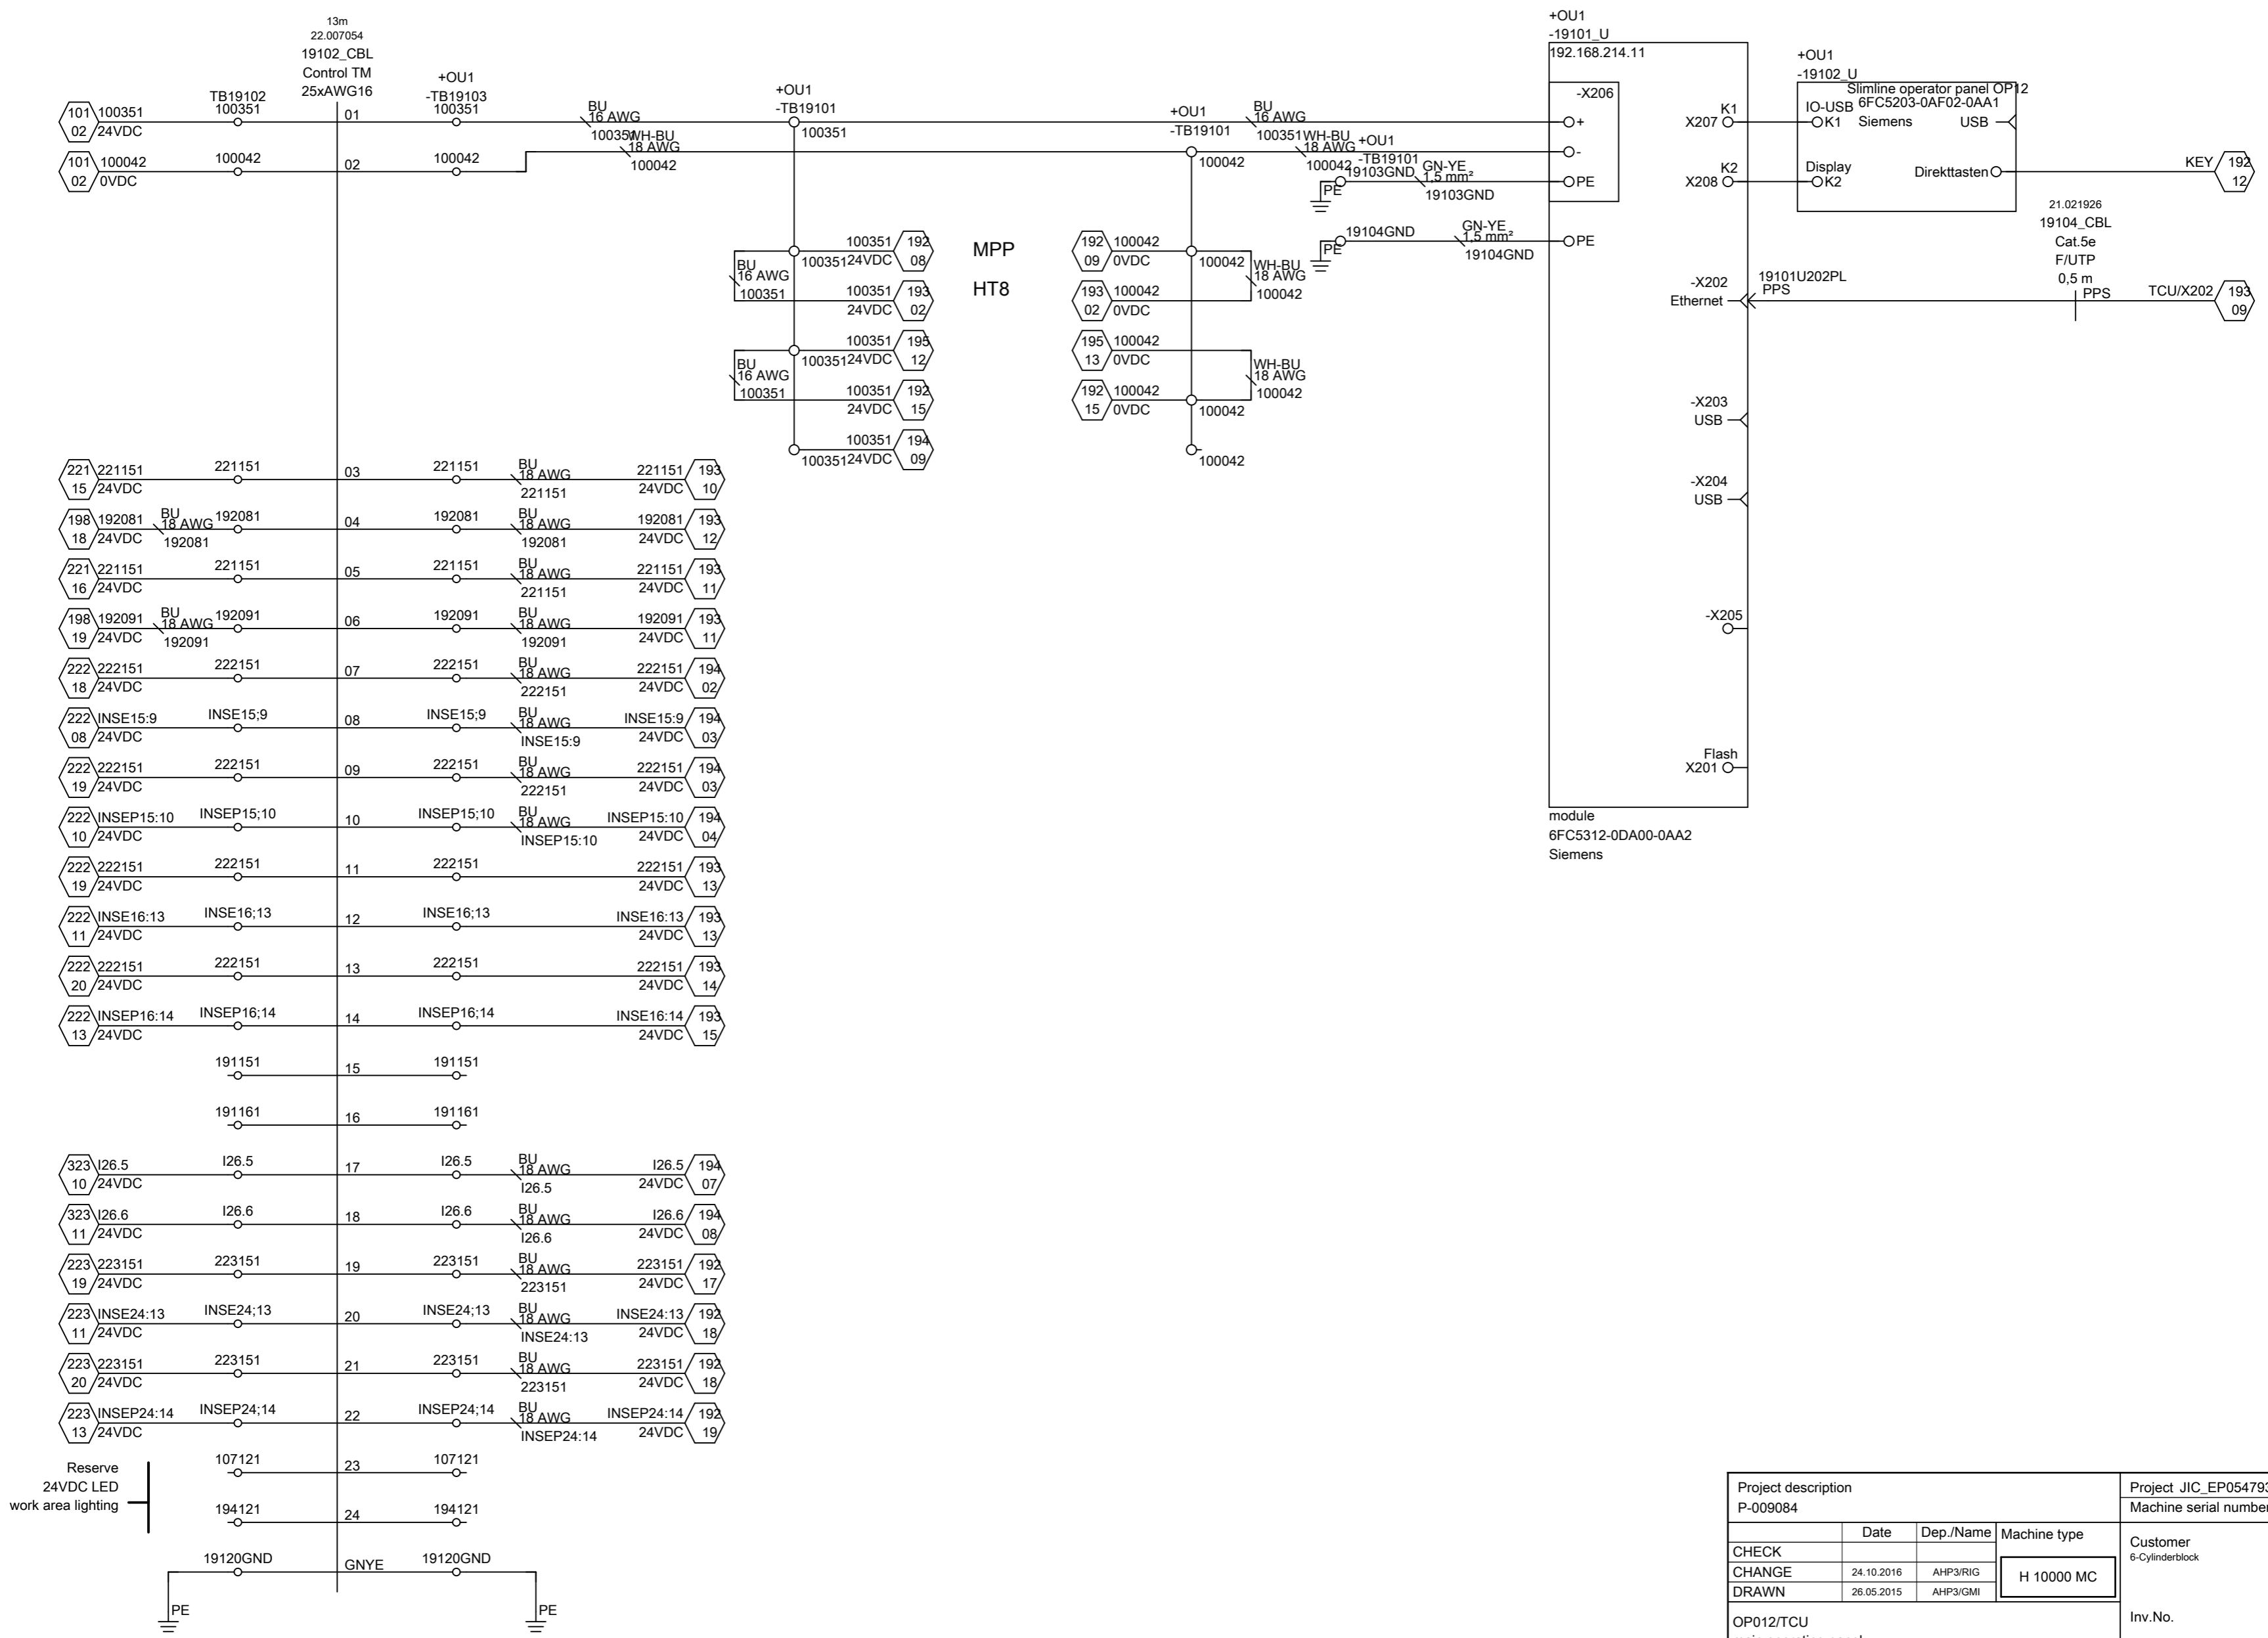 13m
22.007054
19102_CBL
Control TM
25xAWG16
TB19102
+OU1
-TB19103
101 100351 100351 01 100351 BU 16 AWG 100351
02 24VDC
101 100042 100042 02 100042 WH-BU 18 AWG 100042
02 0VDC
+OU1
-TB19101
100351
+OU1
-TB19101
100042
BU
16 AWG
100351
WH-BU
18 AWG
100042
+OU1
-TB19101
19103GND GN-YE
1,5 mm²
PE 19103GND
19104GND GN-YE
1,5 mm²
PE 19104GND
100351 100351 192
24VDC 08
BU
16 AWG
100351
100351 193
24VDC 02
100351 100351 195
24VDC 12
BU
16 AWG
100351
100351 192
24VDC 15
100351 100351 194
24VDC 09
MPP
HT8
192 100042 100042
09 0VDC
WH-BU
18 AWG
100042
193 100042
02 0VDC
195 100042
13 0VDC
WH-BU
18 AWG
100042
192 100042 100042
15 0VDC
100042
+OU1
-19101_U
192.168.214.11
-X206
+
-
PE
PE
K1
X207
K2
X208
-X202
Ethernet
19101U202PL
PPS
-X203
USB
-X204
USB
-X205
Flash
X201
module
6FC5312-0DA00-0AA2
Siemens
+OU1
-19102_U
Slimline operator panel OP12
6FC5203-0AF02-0AA1
Siemens
IO-USB
K1
USB
Display
K2
Direkttasten
KEY 192
12
21.021926
19104_CBL
Cat.5e
F/UTP
0,5 m
PPS
TCU/X202 193
09
221 221151 221151 03 221151 BU 18 AWG 221151 221151 193
15 24VDC 24VDC 10
198 192081 BU 18 AWG 192081 192081 04 192081 BU 18 AWG 192081 192081 193
18 24VDC 24VDC 12
221 221151 221151 05 221151 BU 18 AWG 221151 221151 193
16 24VDC 24VDC 11
198 192091 BU 18 AWG 192091 192091 06 192091 BU 18 AWG 192091 192091 193
19 24VDC 24VDC 11
222 222151 222151 07 222151 BU 18 AWG 222151 222151 194
18 24VDC 24VDC 02
222 INSE15:9 INSE15;9 08 INSE15;9 BU 18 AWG INSE15:9 INSE15:9 194
08 24VDC 24VDC 03
222 222151 222151 09 222151 BU 18 AWG 222151 222151 194
19 24VDC 24VDC 03
222 INSEP15:10 INSEP15;10 10 INSEP15;10 BU 18 AWG INSEP15:10 INSEP15:10 194
10 24VDC 24VDC 04
222 222151 222151 11 222151 222151 193
19 24VDC 24VDC 13
222 INSE16:13 INSE16;13 12 INSE16;13 INSE16:13 193
11 24VDC 24VDC 13
222 222151 222151 13 222151 222151 193
20 24VDC 24VDC 14
222 INSEP16:14 INSEP16;14 14 INSEP16;14 INSE16:14 193
13 24VDC 24VDC 15
191151 15 191151
191161 16 191161
323 I26.5 I26.5 17 I26.5 BU 18 AWG I26.5 I26.5 194
10 24VDC 24VDC 07
323 I26.6 I26.6 18 I26.6 BU 18 AWG I26.6 I26.6 194
11 24VDC 24VDC 08
223 223151 223151 19 223151 BU 18 AWG 223151 223151 192
19 24VDC 24VDC 17
223 INSE24:13 INSE24;13 20 INSE24;13 BU 18 AWG INSE24:13 INSE24:13 192
11 24VDC 24VDC 18
223 223151 223151 21 223151 BU 18 AWG 223151 223151 192
20 24VDC 24VDC 18
223 INSEP24:14 INSEP24;14 22 INSEP24;14 BU 18 AWG INSEP24:14 INSEP24:14 192
13 24VDC 24VDC 19
Reserve
24VDC LED
work area lighting
107121 23 107121
194121 24 194121
19120GND GNYE 19120GND
PE PE
Project description
P-009084
Project JIC_EP05479
Machine serial number
Date Dep./Name Machine type
CHECK
CHANGE 24.10.2016 AHP3/RIG
DRAWN 26.05.2015 AHP3/GMI
H 10000 MC
Customer
6-Cylinderblock
OP012/TCU
Inv.No.